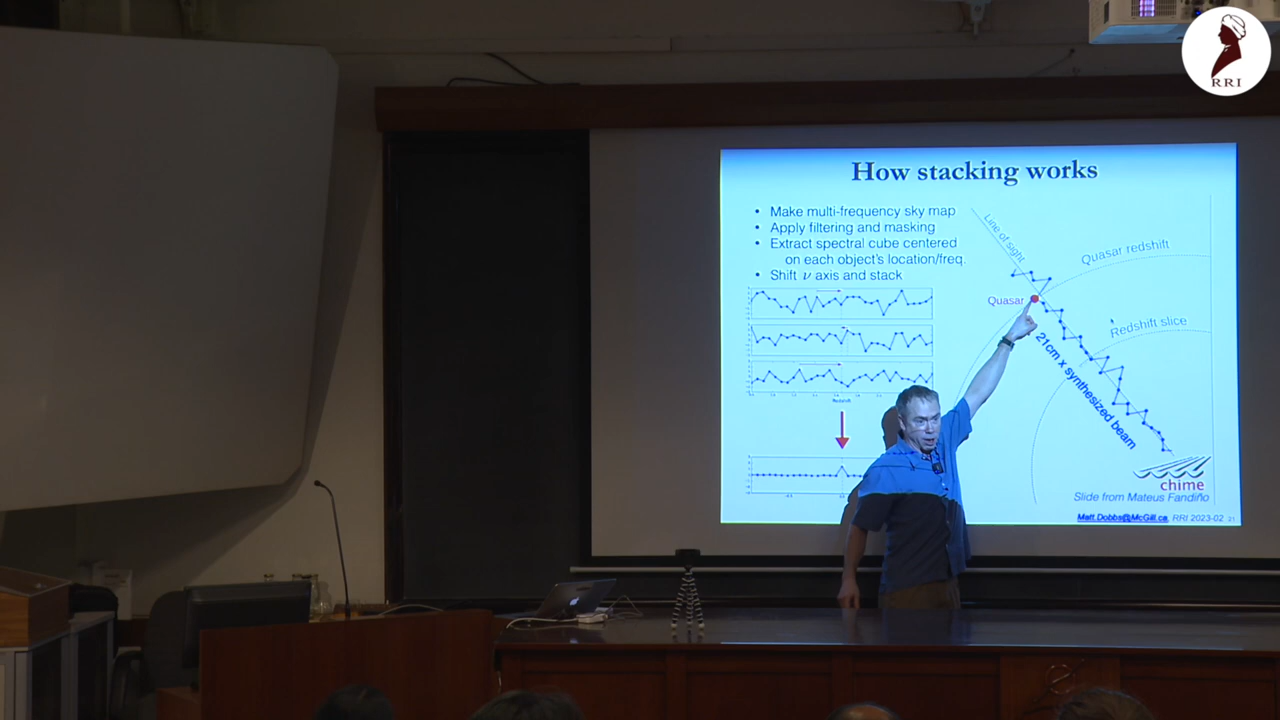 RRI
How stacking works
• Make multi-frequency sky map
• Apply filtering and masking
• Extract spectral cube centered
on each object's location/freq.
• Shift ν axis and stack
Redshift
Line of sight
Quasar redshift
Quasar
Redshift slice
21cm x synthesized beam
chime
Slide from Mateus Fandiño
Matt.Dobbs@McGill.ca, RRI 2023-02 21